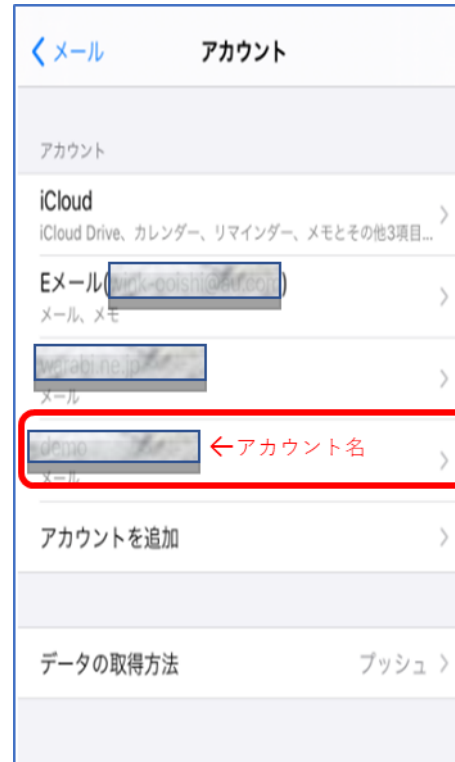 メール
アカウント
アカウント
iCloud
iCloud Drive、カレンダー、リマインダー、メモとその他3項目...
Eメール()
メール、メモ
warabi.ne.jp
メール
demo
←アカウント名
メール
アカウントを追加
データの取得方法
プッシュ